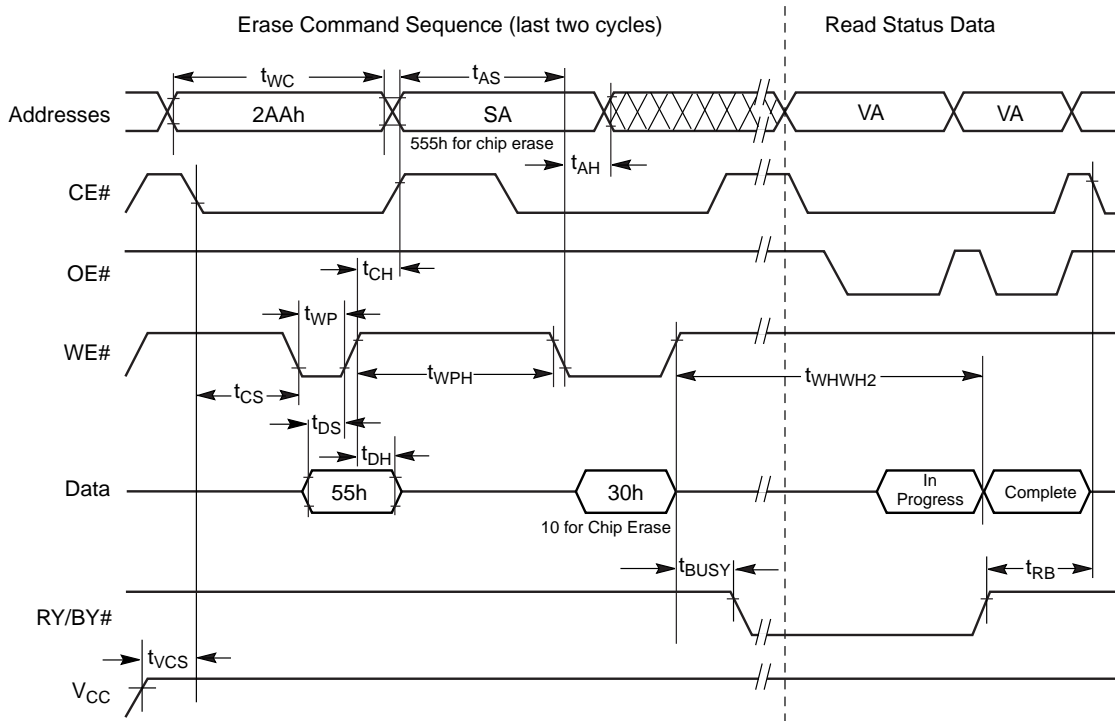 Erase Command Sequence (last two cycles)
Read Status Data
tWC
tAS
Addresses
2AAh
SA
VA
VA
555h for chip erase
tAH
CE#
OE#
tCH
tWP
WE#
tWPH
tWHWH2
tCS
tDS
tDH
Data
55h
30h
In
Progress
Complete
10 for Chip Erase
tBUSY
tRB
RY/BY#
tVCS
VCC